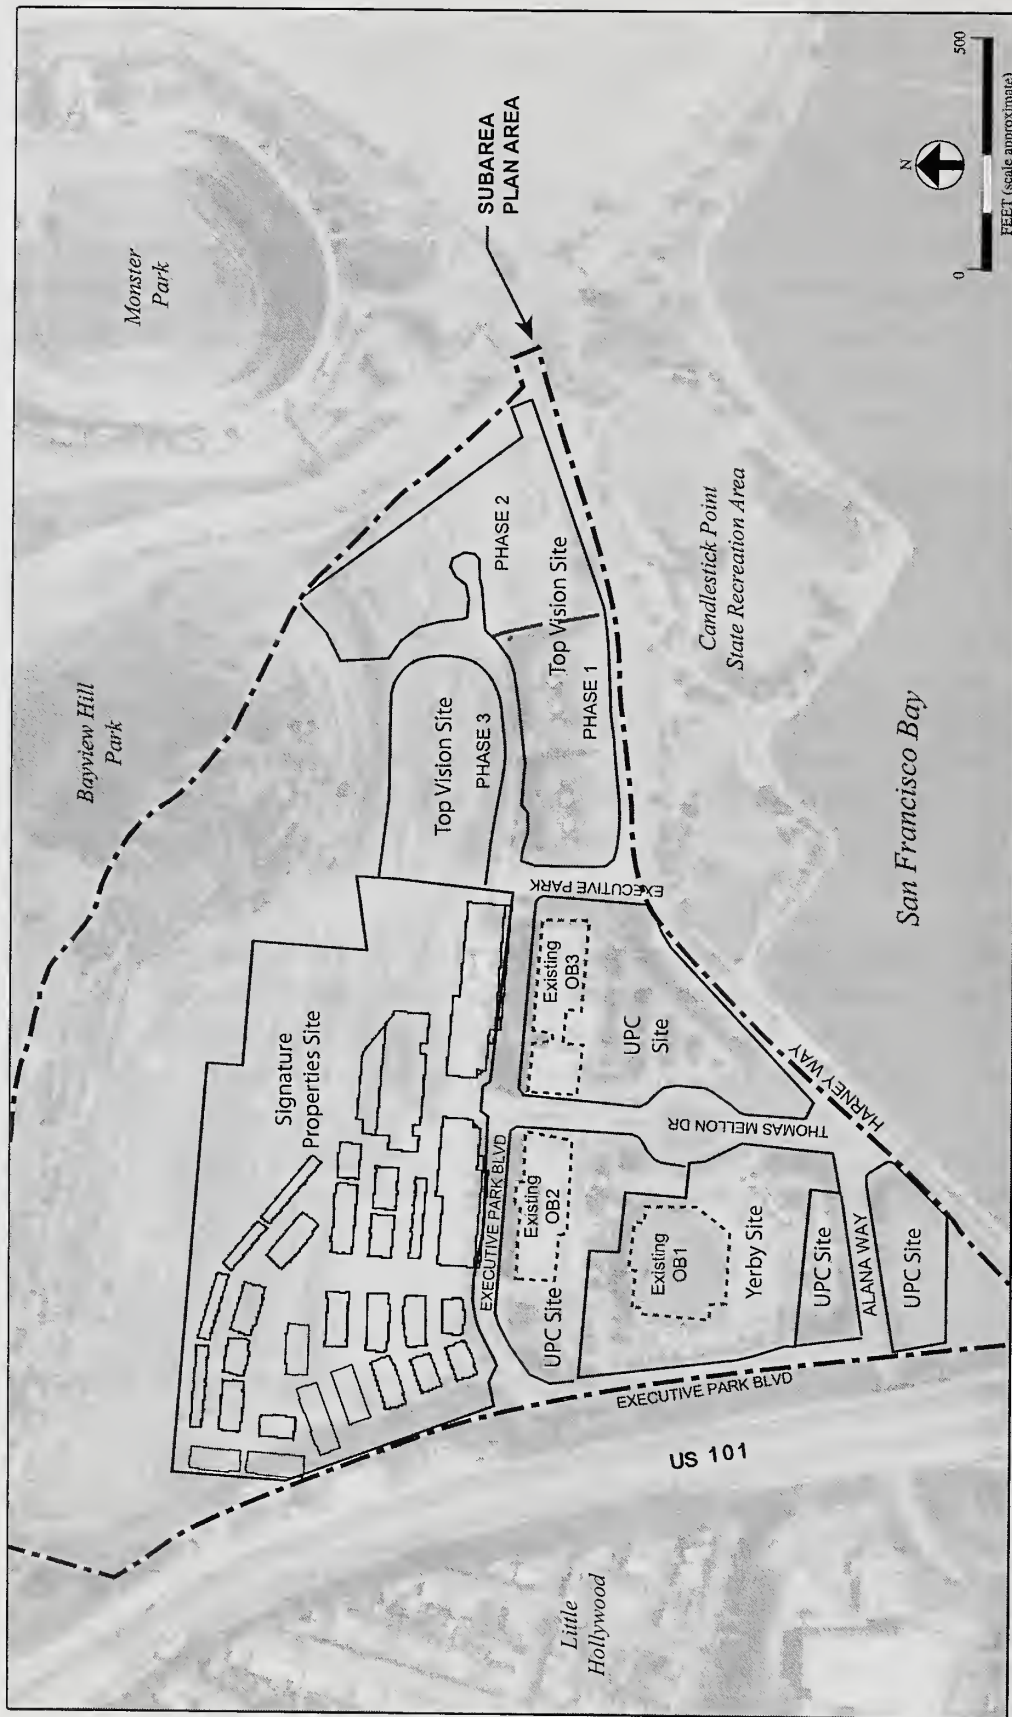 Monster
Park
Bayview Hill
Park
SUBAREA
PLAN AREA
PHASE 2
Top Vision Site
PHASE 1
Top Vision Site
PHASE 3
Candlestick Point
State Recreation Area
San Francisco Bay
Signature
Properties Site
EXECUTIVE PARK
Existing
OB3
UPC
Site
EXECUTIVE PARK BLVD
THOMAS MELLON DR
HARNEY WAY
Existing
OB2
UPC Site
Existing
OB1
Yerby Site
UPC Site
ALANA WAY
UPC Site
EXECUTIVE PARK BLVD
US 101
Little
Hollywood
N
0
500
FEET (scale approximate)